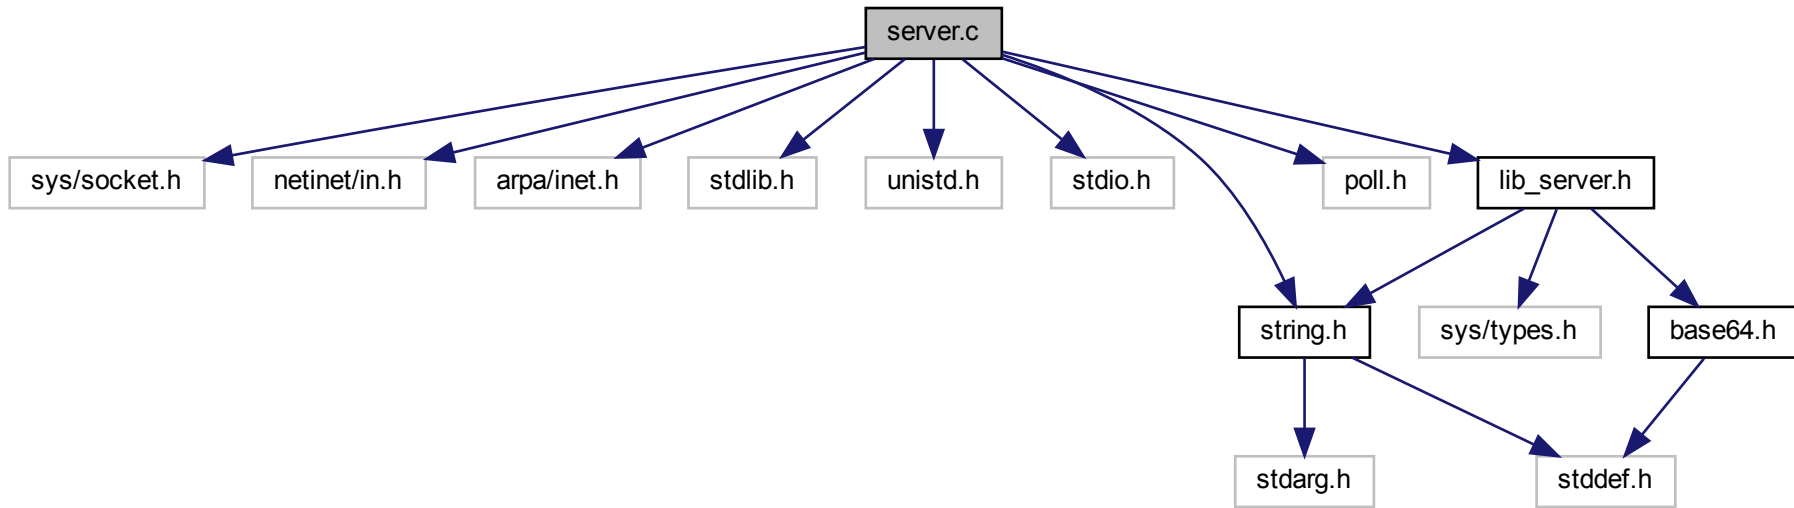 server.c
sys/socket.h
netinet/in.h
arpa/inet.h
stdlib.h
unistd.h
stdio.h
poll.h
lib_server.h
string.h
sys/types.h
base64.h
stdarg.h
stddef.h